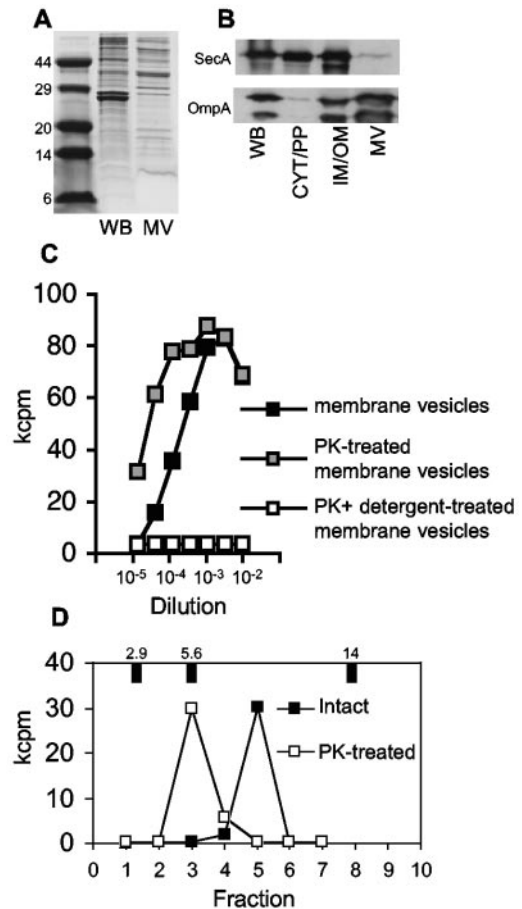 A
44
29
20
14
6
WB MV
B
SecA
OmpA
WB
CYT/PP
IM/OM
MV
C
100
80
60
40
20
0
kcpm
10-5 10-4 10-3 10-2
Dilution
membrane vesicles
PK-treated
membrane vesicles
PK+ detergent-treated
membrane vesicles
D
2.9 5.6 14
40
30
20
10
0
kcpm
Intact
PK-treated
0 1 2 3 4 5 6 7 8 9 10
Fraction